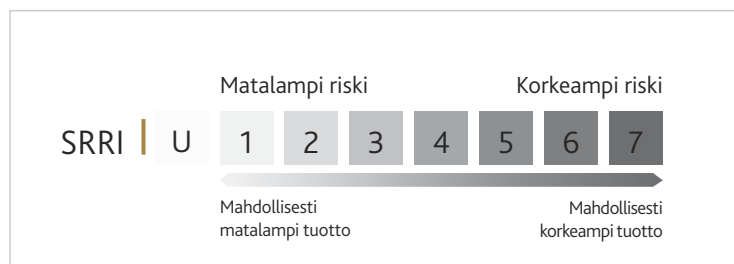 Matalampi riski Korkeampi riski
SRRI U 1 2 3 4 5 6 7
Mahdollisesti Mahdollisesti
matalampi tuotto korkeampi tuotto